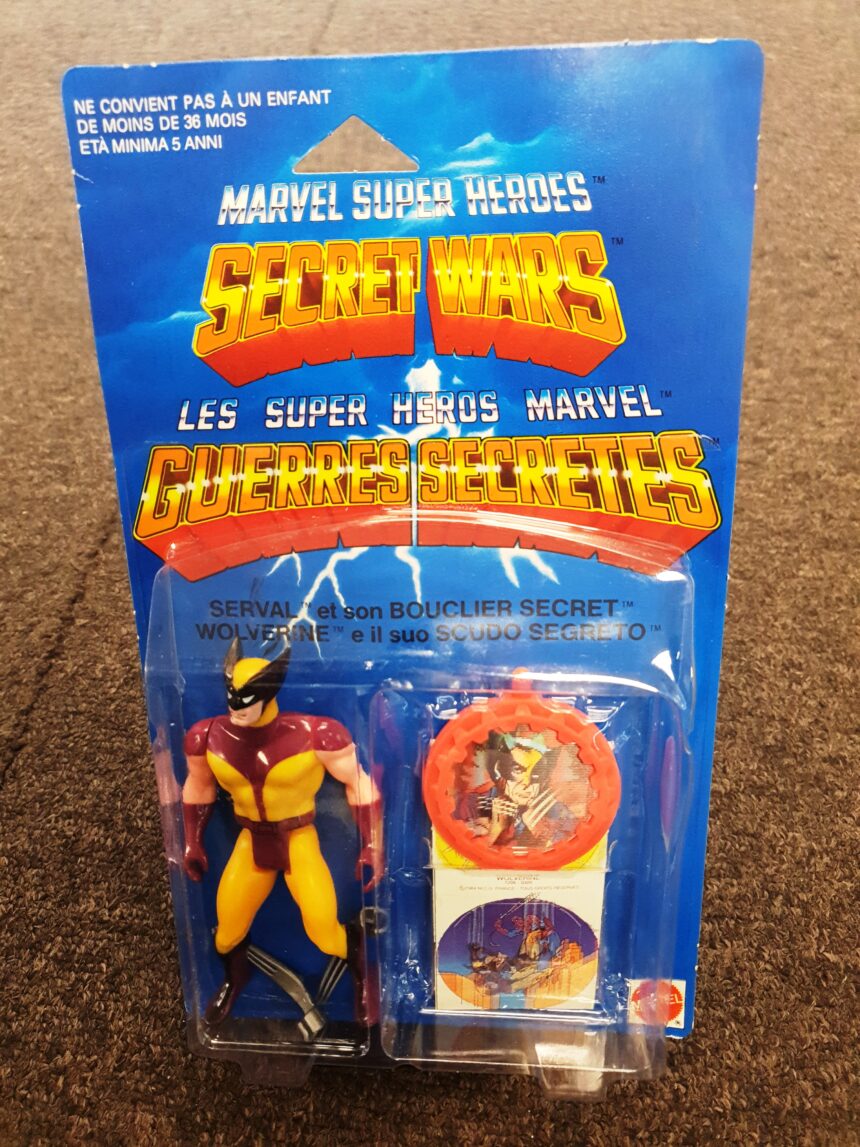 NE CONVIENT PAS À UN ENFANT
DE MOINS DE 36 MOIS
ETÀ MINIMA 5 ANNI
MARVEL SUPER HEROES™
SECRET WARS™
LES SUPER HEROS MARVEL™
GUERRES SECRETES™
SERVAL™ et son BOUCLIER SECRET™
WOLVERINE™ e il suo SCUDO SEGRETO™
WOLVERINE
MATTEL